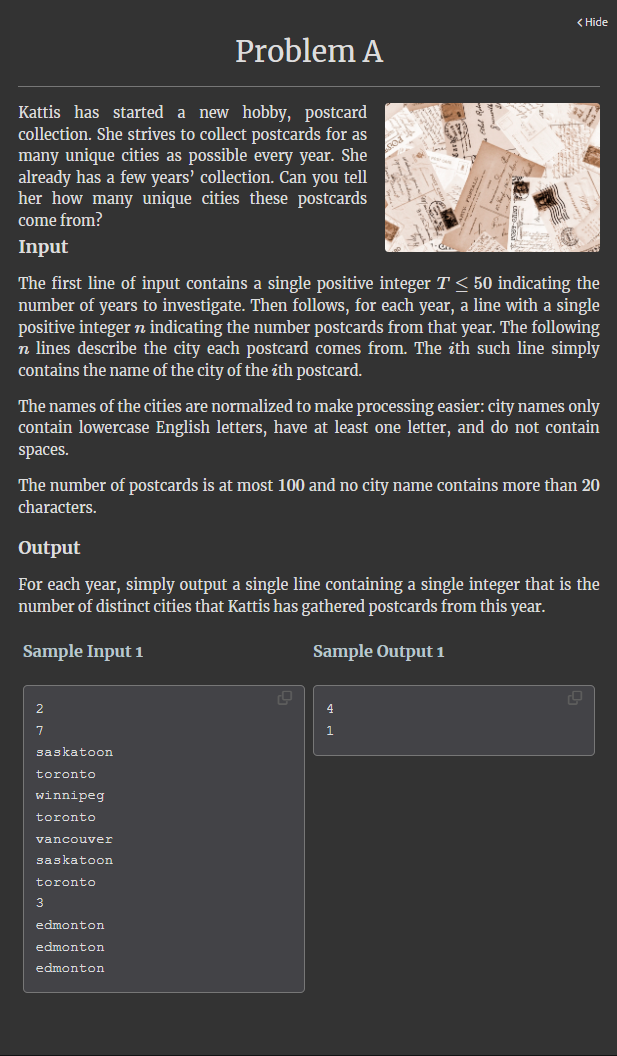 Hide
Problem A
Kattis has started a new hobby, postcard
collection. She strives to collect postcards for as
many unique cities as possible every year. She
already has a few years’ collection. Can you tell
her how many unique cities these postcards
come from?
Input
The first line of input contains a single positive integer T ≤ 50 indicating the
number of years to investigate. Then follows, for each year, a line with a single
positive integer n indicating the number postcards from that year. The following
n lines describe the city each postcard comes from. The ith such line simply
contains the name of the city of the ith postcard.
The names of the cities are normalized to make processing easier: city names only
contain lowercase English letters, have at least one letter, and do not contain
spaces.
The number of postcards is at most 100 and no city name contains more than 20
characters.
Output
For each year, simply output a single line containing a single integer that is the
number of distinct cities that Kattis has gathered postcards from this year.
Sample Input 1
2
7
saskatoon
toronto
winnipeg
toronto
vancouver
saskatoon
toronto
3
edmonton
edmonton
edmonton
Sample Output 1
4
1